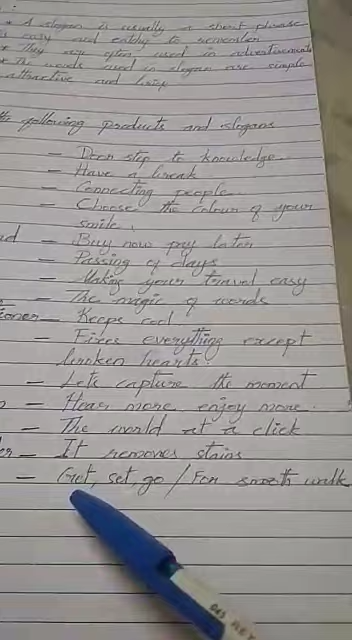 * A slogan is usually a short phrase
is easy and catchy to remember
* They are often used in advertisements
* The words used in slogan are simple
attractive and
following products and slogans
– Door step to knowledge.
– Have a break
– Connecting people.
– Choose the colour of your
smile.
– Buy now pay later
– Passing of days
– Making your travel easy
– The magic of words
– Keeps cool
– Fixes everything except
broken hearts.
– Lets capture the moment
– Hear more enjoy more.
– The world at a click
– It removes stains
– Get, set, go / For smooth walk